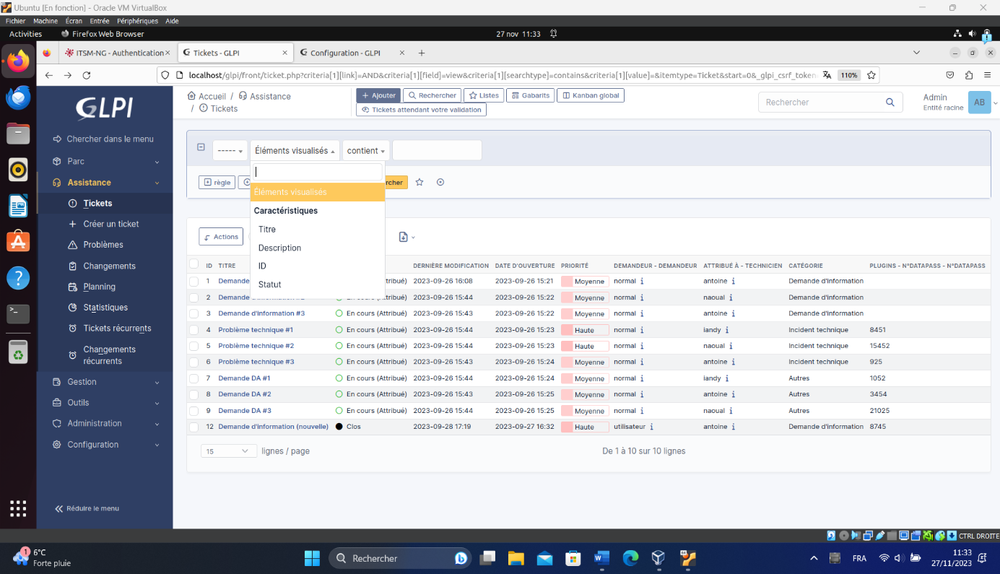 Ubuntu [En fonction] - Oracle VM VirtualBox
Fichier Machine Écran Entrée Périphériques Aide
Activities Firefox Web Browser 27 nov 11:33
ITSM-NG - Authentication Tickets - GLPI Configuration - GLPI
localhost/glpi/front/ticket.php?criteria[1][link]=AND&criteria[1][field]=view&criteria[1][searchtype]=contains&criteria[1][value]=&itemtype=Ticket&start=0&_glpi_csrf_token 110%
GLPI
Accueil / Assistance
/ Tickets
+ Ajouter Rechercher Listes Gabarits Kanban global
Tickets attendant votre validation
Rechercher
Admin
Entité racine
AB
Chercher dans le menu
Parc
Assistance
Tickets
Créer un ticket
Problèmes
Changements
Planning
Statistiques
Tickets récurrents
Changements
récurrents
Gestion
Outils
Administration
Configuration
Réduire le menu
----- Éléments visualisés contient
règle cher
Éléments visualisés
Caractéristiques
Titre
Description
ID
Statut
Actions
ID TITRE DERNIÈRE MODIFICATION DATE D'OUVERTURE PRIORITÉ DEMANDEUR - DEMANDEUR ATTRIBUÉ À - TECHNICIEN CATÉGORIE PLUGINS - N°DATAPASS - N°DATAPASS
1 Demande tribué) 2023-09-26 16:08 2023-09-26 15:21 Moyenne normal i antoine i Demande d'information
2 Demande d'information #2 En cours (Attribué) 2023-09-26 15:44 2023-09-26 15:22 Moyenne normal i naoual i Demande d'information
3 Demande d'information #3 En cours (Attribué) 2023-09-26 15:43 2023-09-26 15:22 Moyenne normal i antoine i Demande d'information
4 Problème technique #1 En cours (Attribué) 2023-09-26 15:44 2023-09-26 15:23 Haute normal i iandy i Incident technique 8451
5 Problème technique #2 En cours (Attribué) 2023-09-26 15:44 2023-09-26 15:23 Haute normal i naoual i Incident technique 15452
6 Problème technique #3 En cours (Attribué) 2023-09-26 15:43 2023-09-26 15:24 Moyenne normal i antoine i Incident technique 925
7 Demande DA #1 En cours (Attribué) 2023-09-26 15:44 2023-09-26 15:24 Moyenne normal i iandy i Autres 1052
8 Demande DA #2 En cours (Attribué) 2023-09-26 15:43 2023-09-26 15:25 Moyenne normal i antoine i Autres 3454
9 Demande DA #3 En cours (Attribué) 2023-09-26 15:44 2023-09-26 15:25 Moyenne normal i naoual i Autres 21025
12 Demande d'information (nouvelle) Clos 2023-09-28 17:19 2023-09-27 16:32 Haute utilisateur i antoine i Demande d'information 8745
15 lignes / page De 1 à 10 sur 10 lignes
CTRL DROITE
1
6°C
Forte pluie
Rechercher
FRA
11:33
27/11/2023